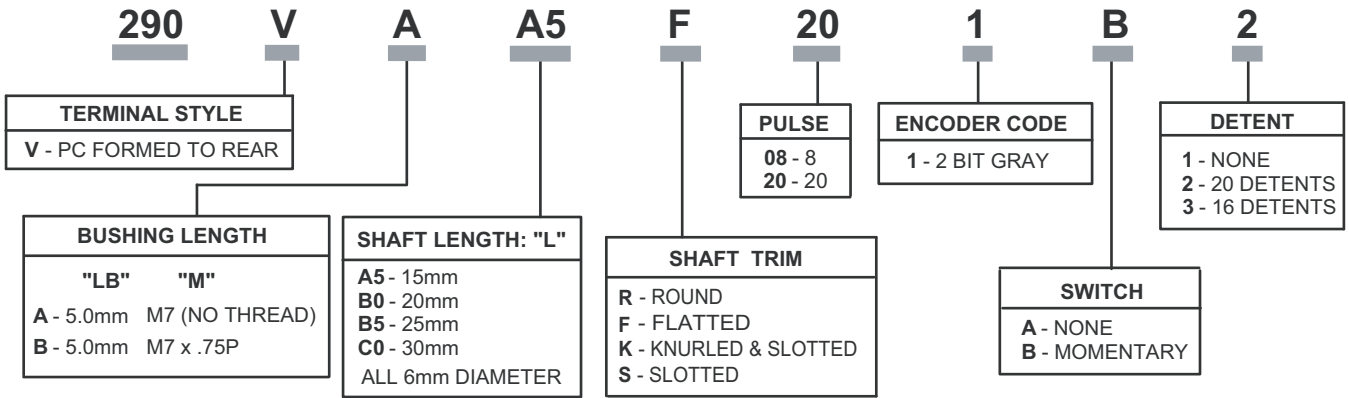 290 V A A5 F 20 1 B 2
TERMINAL STYLE
V - PC FORMED TO REAR
BUSHING LENGTH
"LB" "M"
A - 5.0mm M7 (NO THREAD)
B - 5.0mm M7 x .75P
SHAFT LENGTH: "L"
A5 - 15mm
B0 - 20mm
B5 - 25mm
C0 - 30mm
ALL 6mm DIAMETER
SHAFT TRIM
R - ROUND
F - FLATTED
K - KNURLED & SLOTTED
S - SLOTTED
PULSE
08 - 8
20 - 20
ENCODER CODE
1 - 2 BIT GRAY
SWITCH
A - NONE
B - MOMENTARY
DETENT
1 - NONE
2 - 20 DETENTS
3 - 16 DETENTS